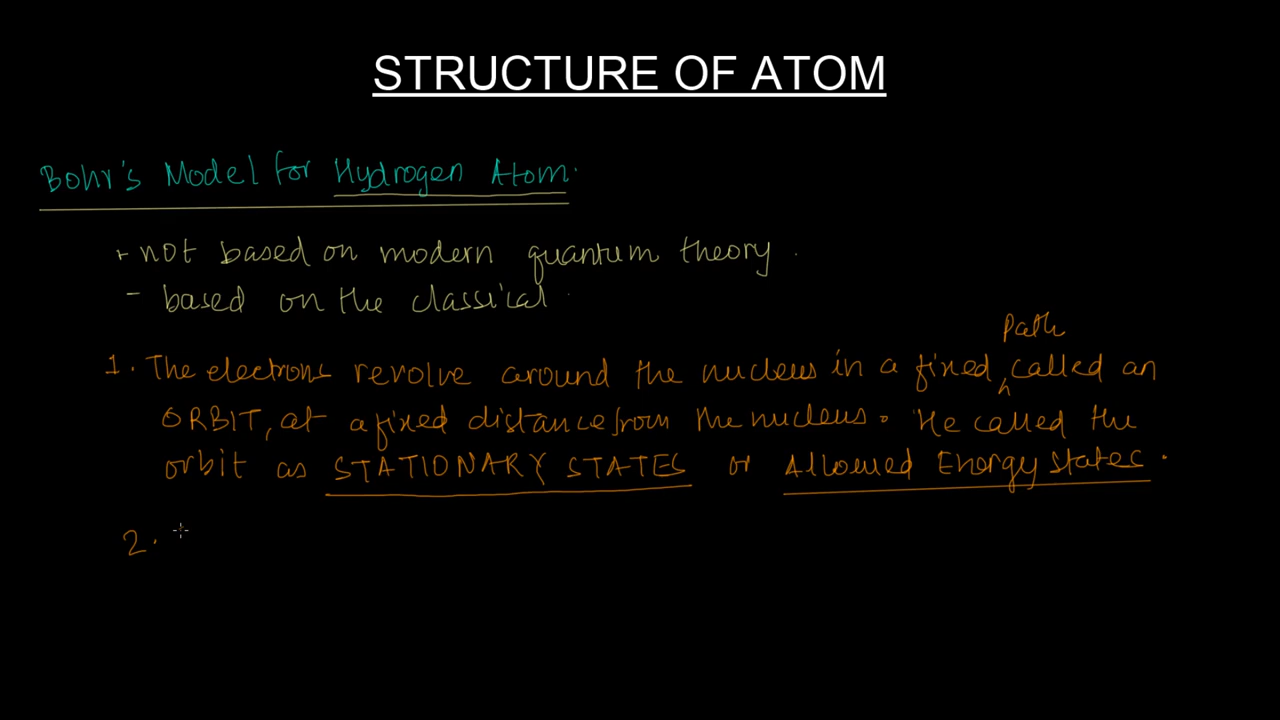 STRUCTURE OF ATOM
Bohr's Model for Hydrogen Atom.
+ not based on modern quantum theory.
- based on the classical.
Path
1. The electrons revolve around the nucleus in a fixed ^ called an
ORBIT, at a fixed distance from the nucleus. He called the
orbit as STATIONARY STATES or Allowed Energy states.
2.